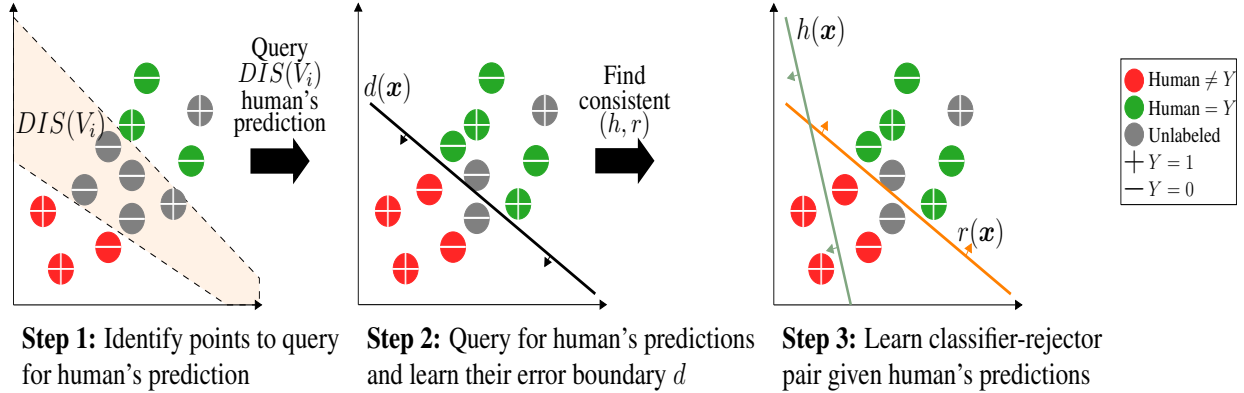 DIS(V_i)
Query
DIS(V_i)
human's
prediction
d(x)
Find
consistent
(h, r)
h(x)
r(x)
Human ≠ Y
Human = Y
Unlabeled
Y = 1
Y = 0
Step 1: Identify points to query
for human's prediction
Step 2: Query for human's predictions
and learn their error boundary d
Step 3: Learn classifier-rejector
pair given human's predictions